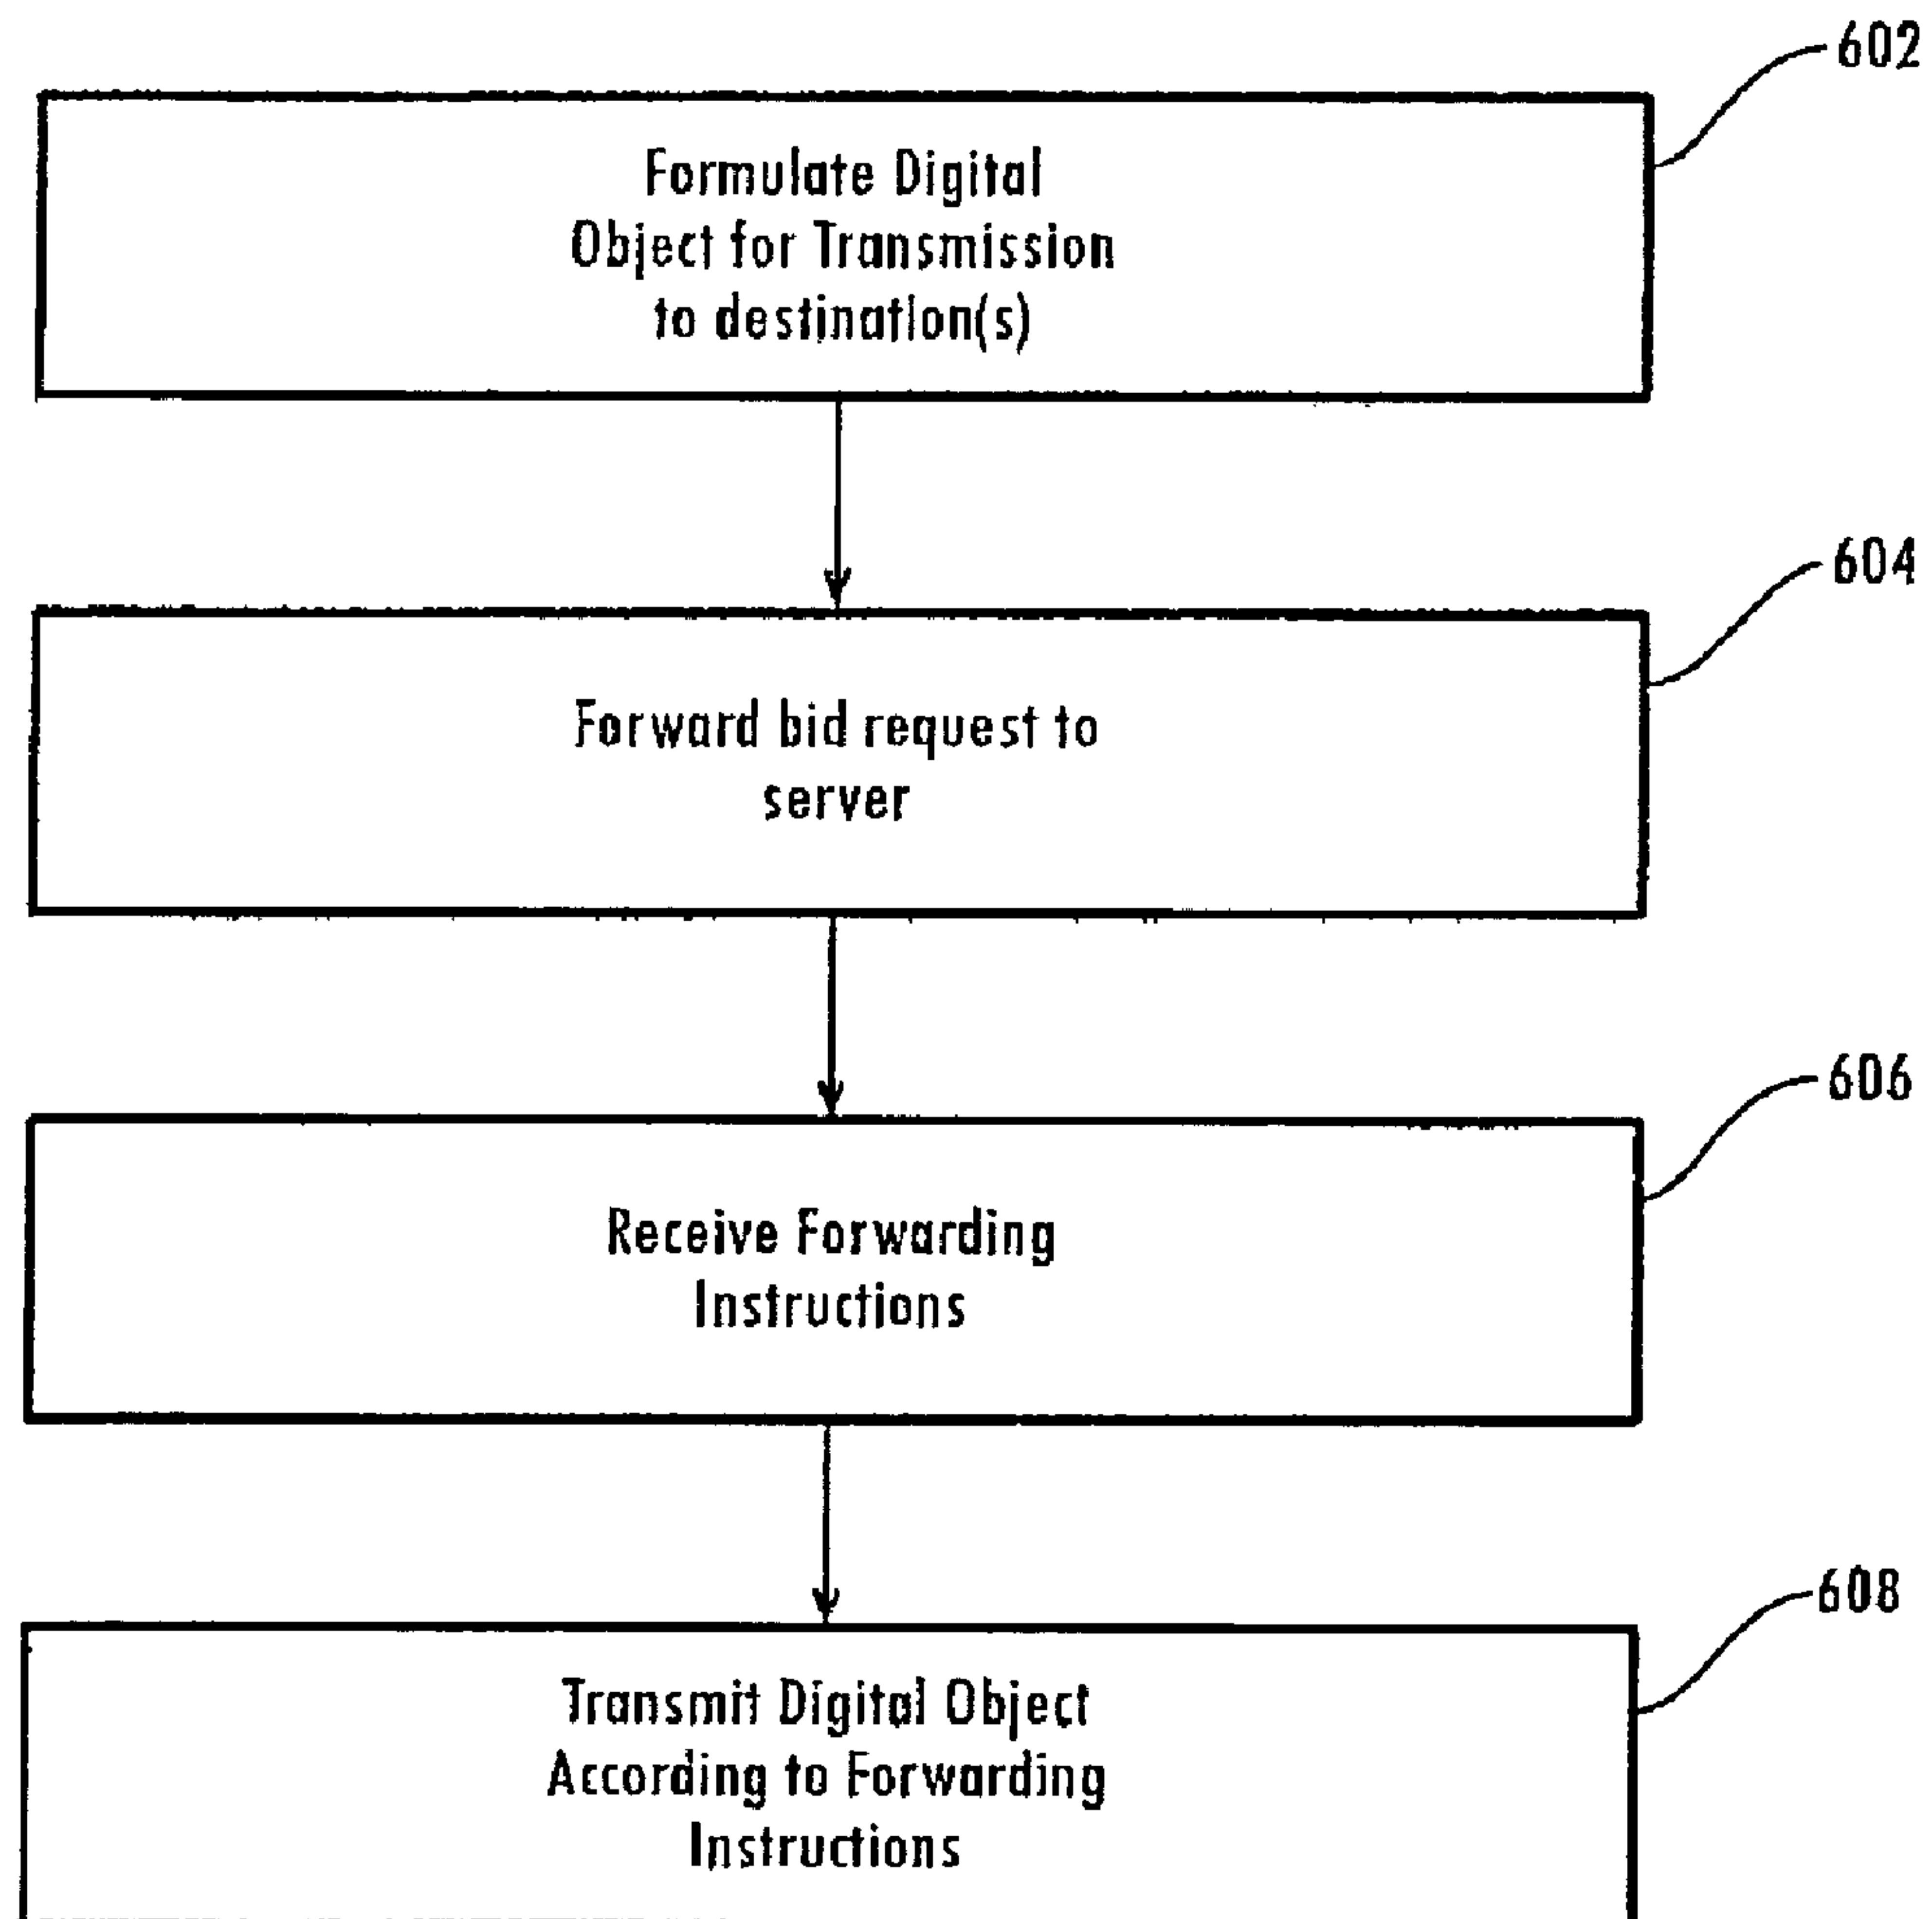 602
Formulate Digital
Object for Transmission
to destination(s)
604
Forward bid request to
server
606
Receive Forwarding
Instructions
608
Transmit Digital Object
According to Forwarding
Instructions